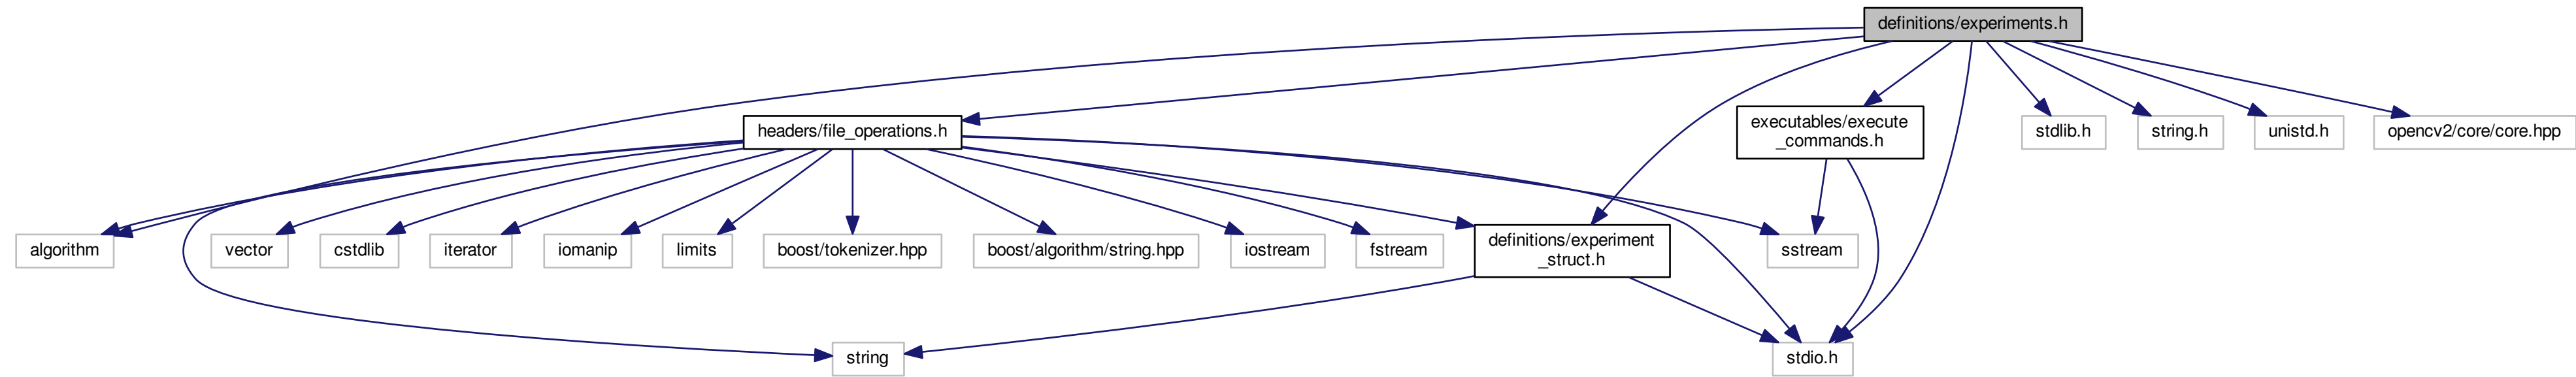 definitions/experiments.h
headers/file_operations.h
executables/execute
_commands.h
stdlib.h
string.h
unistd.h
opencv2/core/core.hpp
algorithm
vector
cstdlib
iterator
iomanip
limits
boost/tokenizer.hpp
boost/algorithm/string.hpp
iostream
fstream
definitions/experiment
_struct.h
sstream
string
stdio.h